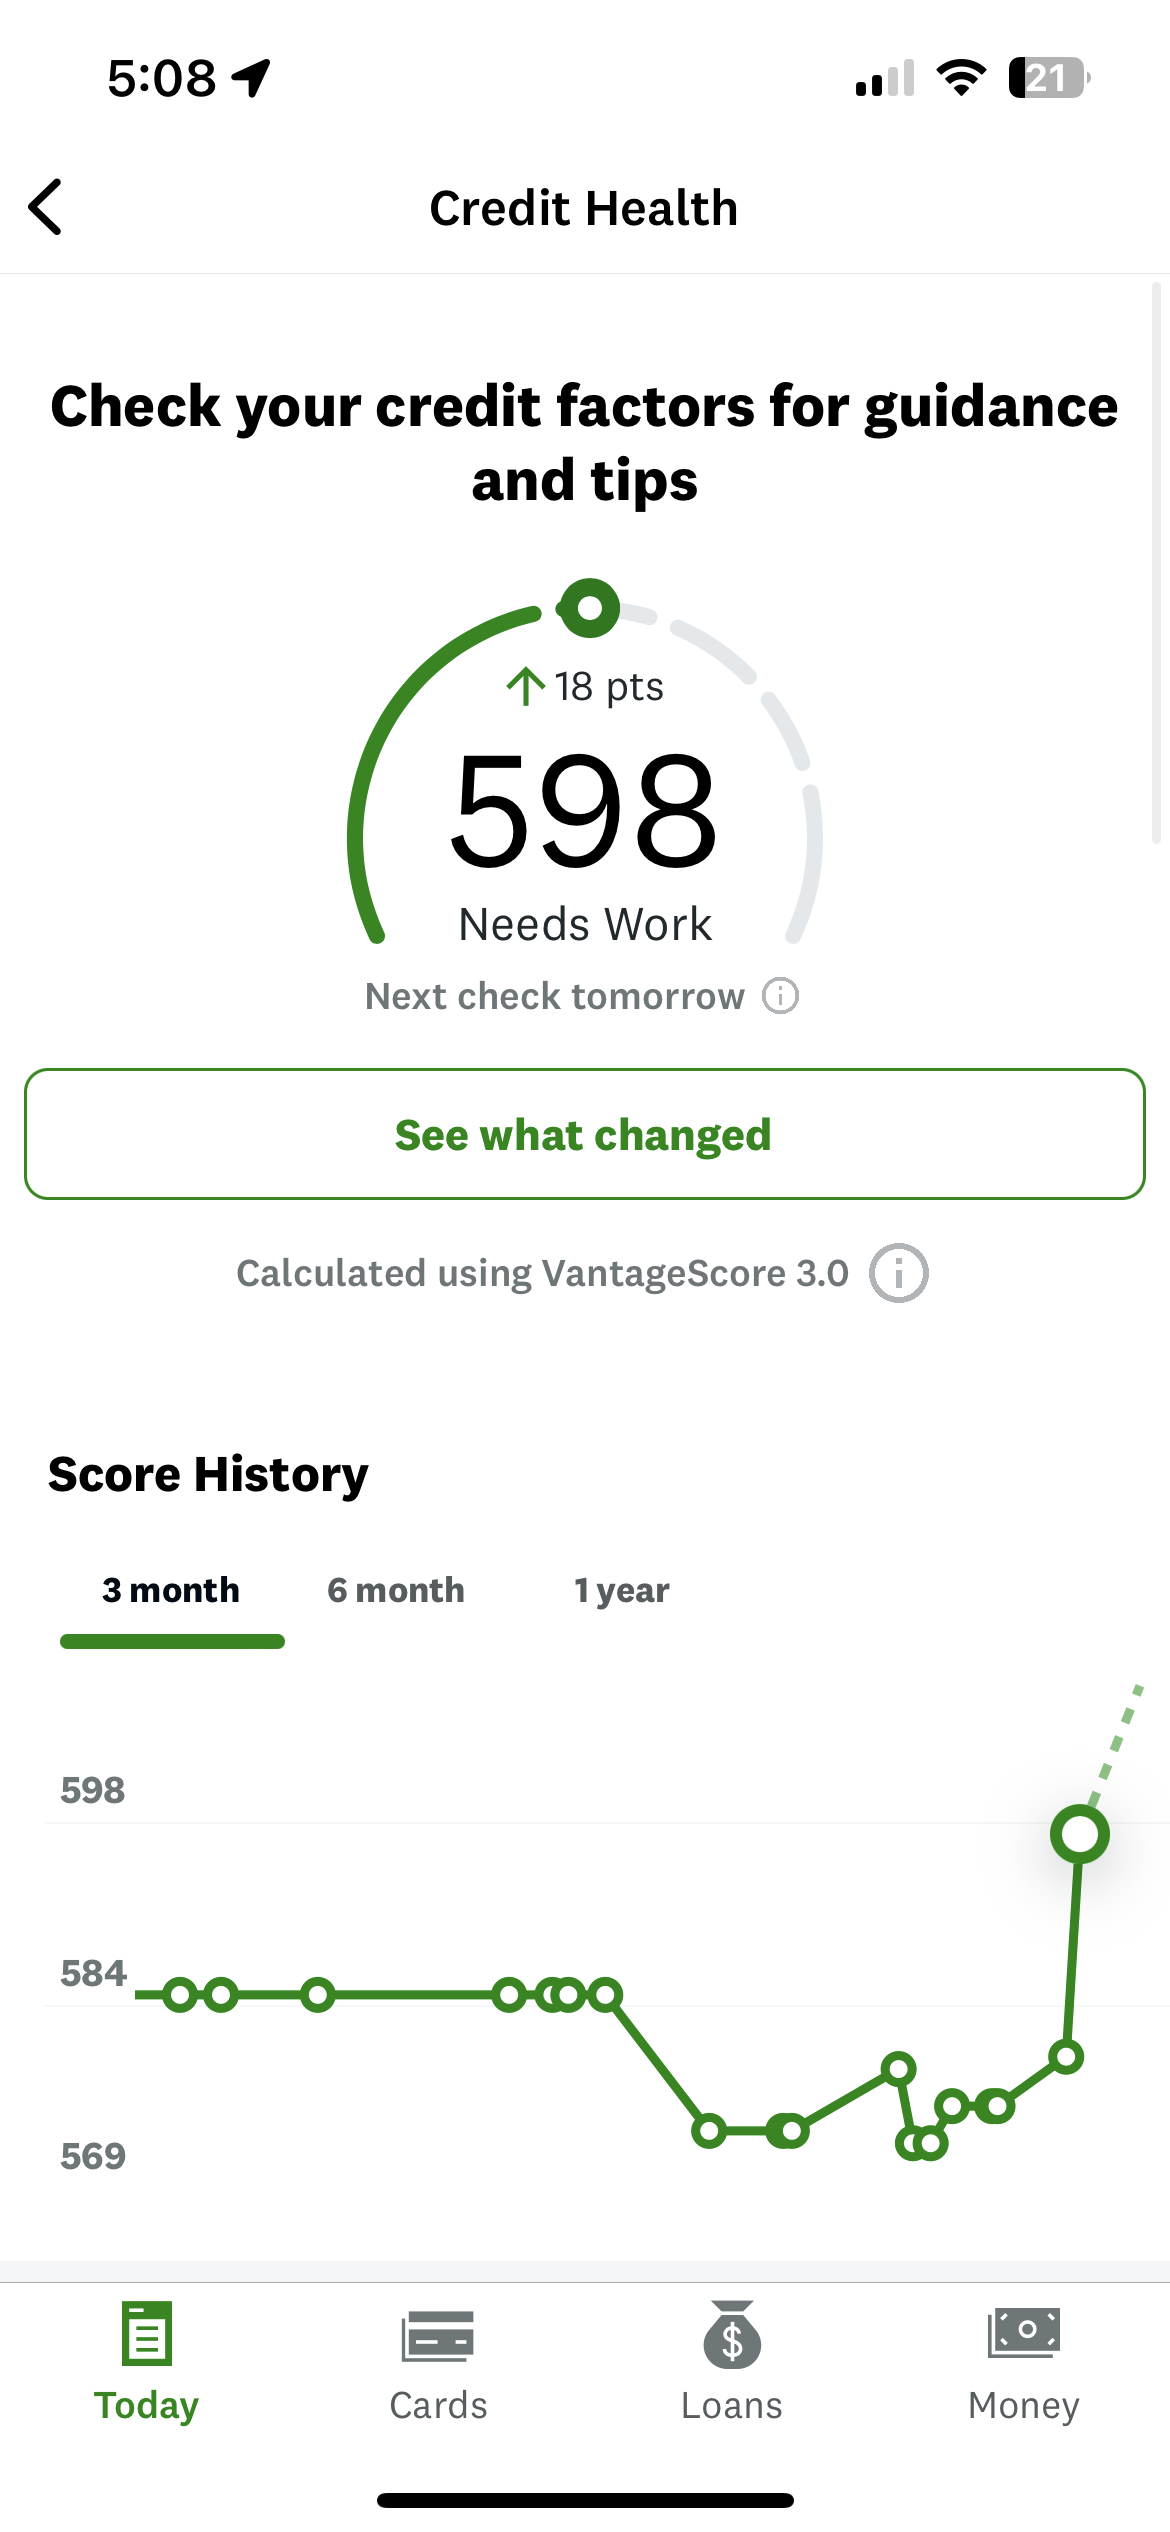 5:08
21
Credit Health
Check your credit factors for guidance
and tips
18 pts
598
Needs Work
Next check tomorrow
See what changed
Calculated using VantageScore 3.0
Score History
3 month
6 month
1 year
598
584
569
Today
Cards
Loans
Money